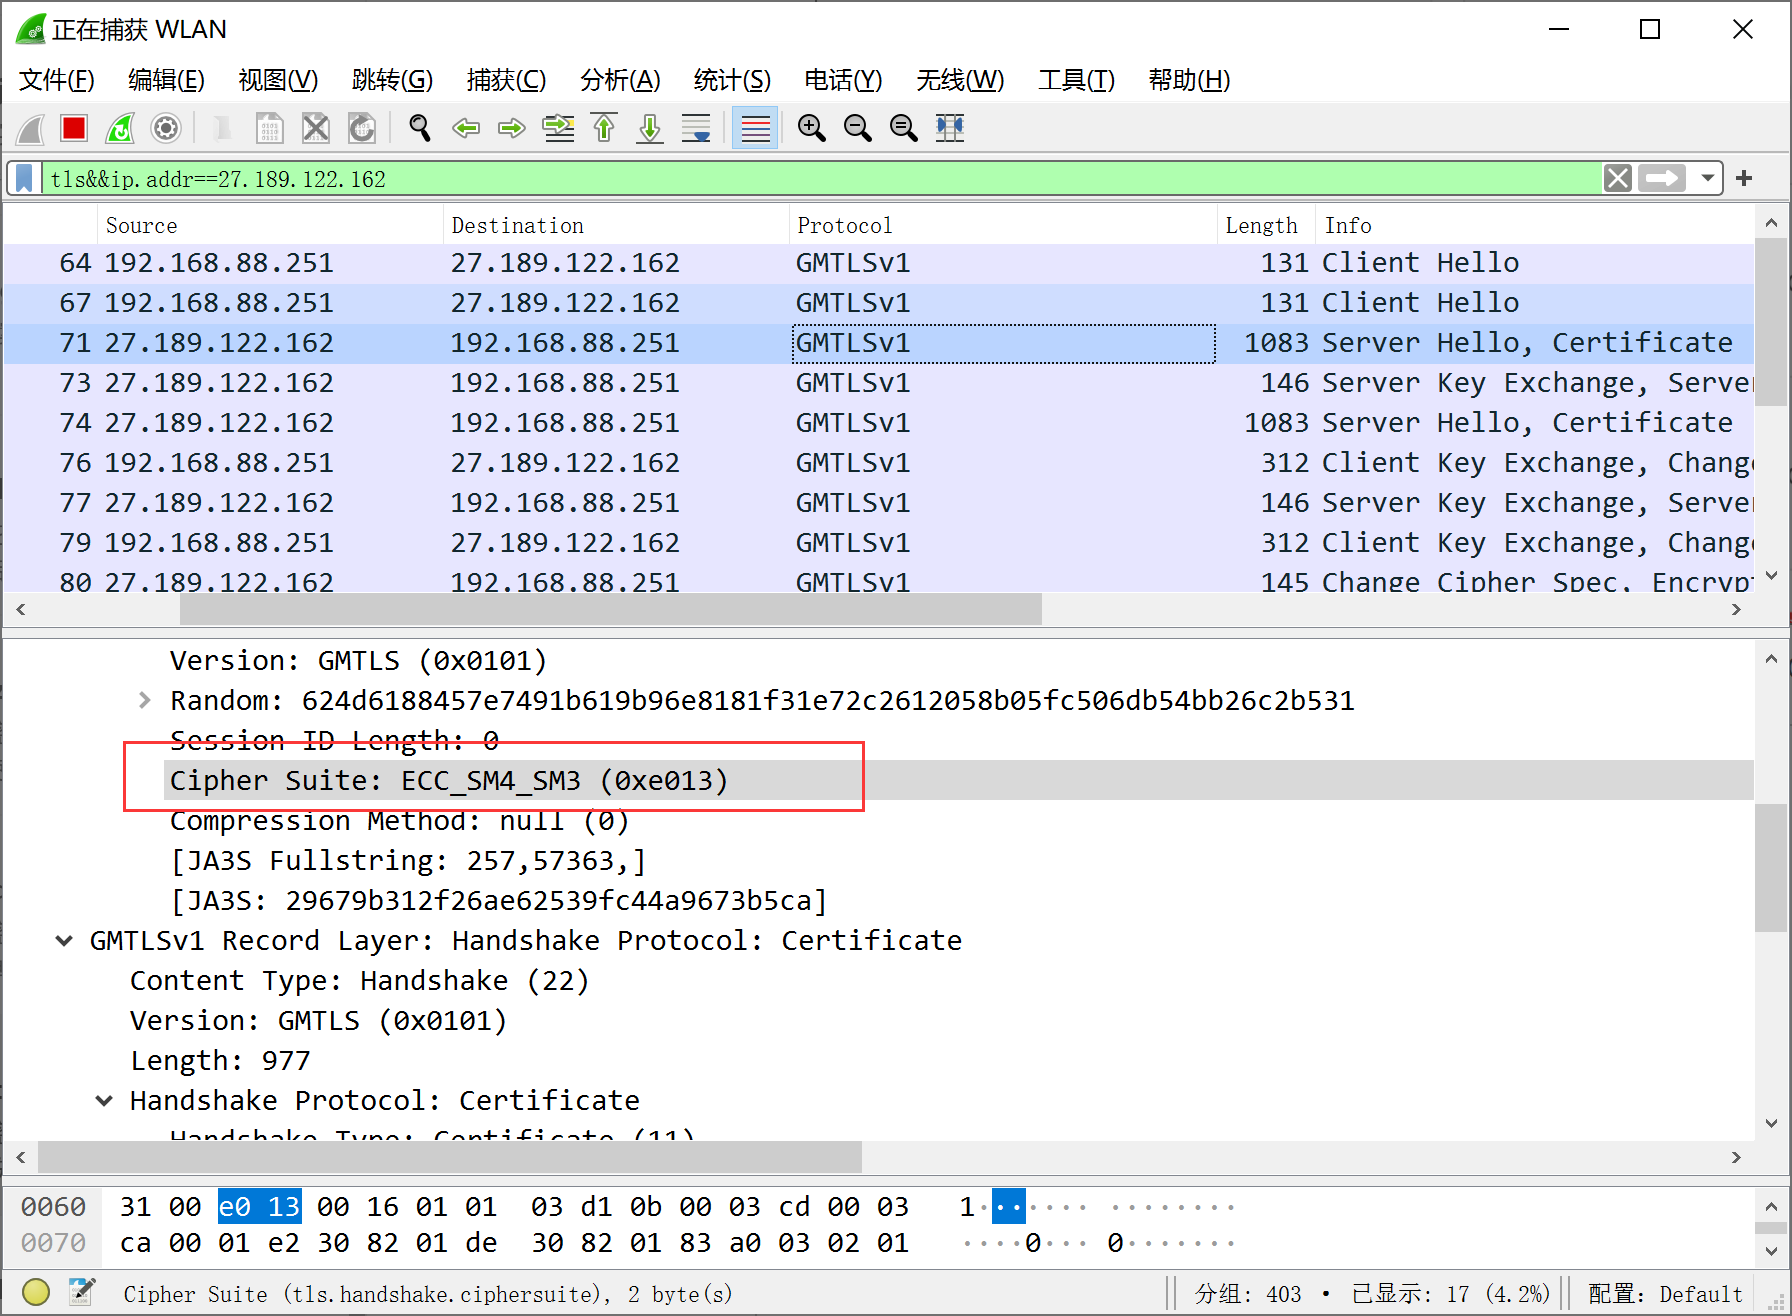 正在捕获 WLAN
文件(F) 编辑(E) 视图(V) 跳转(G) 捕获(C) 分析(A) 统计(S) 电话(Y) 无线(W) 工具(T) 帮助(H)
tls&&ip.addr==27.189.122.162
Source Destination Protocol Length Info
64 192.168.88.251 27.189.122.162 GMTLSv1 131 Client Hello
67 192.168.88.251 27.189.122.162 GMTLSv1 131 Client Hello
71 27.189.122.162 192.168.88.251 GMTLSv1 1083 Server Hello, Certificate
73 27.189.122.162 192.168.88.251 GMTLSv1 146 Server Key Exchange, Server
74 27.189.122.162 192.168.88.251 GMTLSv1 1083 Server Hello, Certificate
76 192.168.88.251 27.189.122.162 GMTLSv1 312 Client Key Exchange, Chang
77 27.189.122.162 192.168.88.251 GMTLSv1 146 Server Key Exchange, Server
79 192.168.88.251 27.189.122.162 GMTLSv1 312 Client Key Exchange, Chang
80 27.189.122.162 192.168.88.251 GMTLSv1 145 Change Cipher Spec, Encrypt
Version: GMTLS (0x0101)
Random: 624d6188457e7491b619b96e8181f31e72c2612058b05fc506db54bb26c2b531
Session ID Length: 0
Cipher Suite: ECC_SM4_SM3 (0xe013)
Compression Method: null (0)
[JA3S Fullstring: 257,57363,]
[JA3S: 29679b312f26ae62539fc44a9673b5ca]
GMTLSv1 Record Layer: Handshake Protocol: Certificate
Content Type: Handshake (22)
Version: GMTLS (0x0101)
Length: 977
Handshake Protocol: Certificate
Handshake Type: Certificate (11)
0060 31 00 e0 13 00 16 01 01 03 d1 0b 00 03 cd 00 03 1······· ········
0070 ca 00 01 e2 30 82 01 de 30 82 01 83 a0 03 02 01 ····0··· 0·······
Cipher Suite (tls.handshake.ciphersuite), 2 byte(s) 分组: 403 · 已显示: 17 (4.2%) 配置: Default